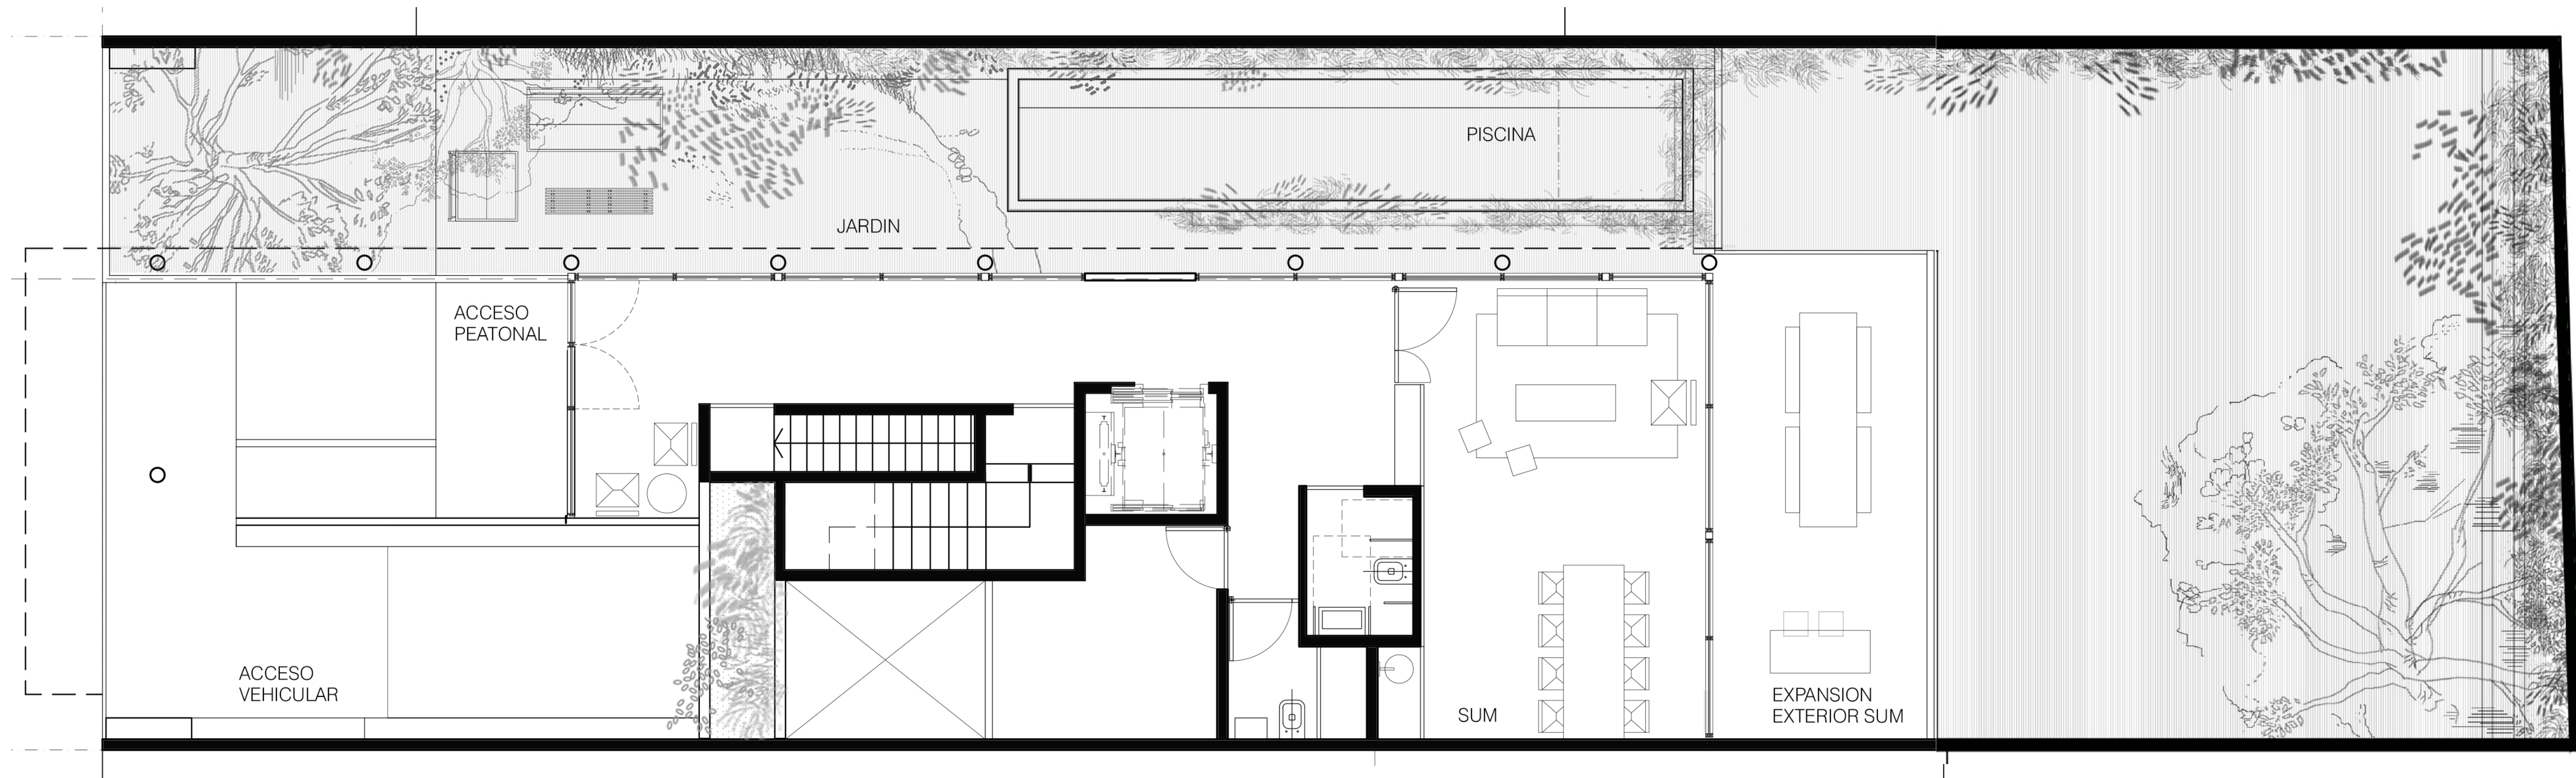 PISCINA
JARDIN
ACCESO
PEATONAL
ACCESO
VEHICULAR
SUM
EXPANSION
EXTERIOR SUM